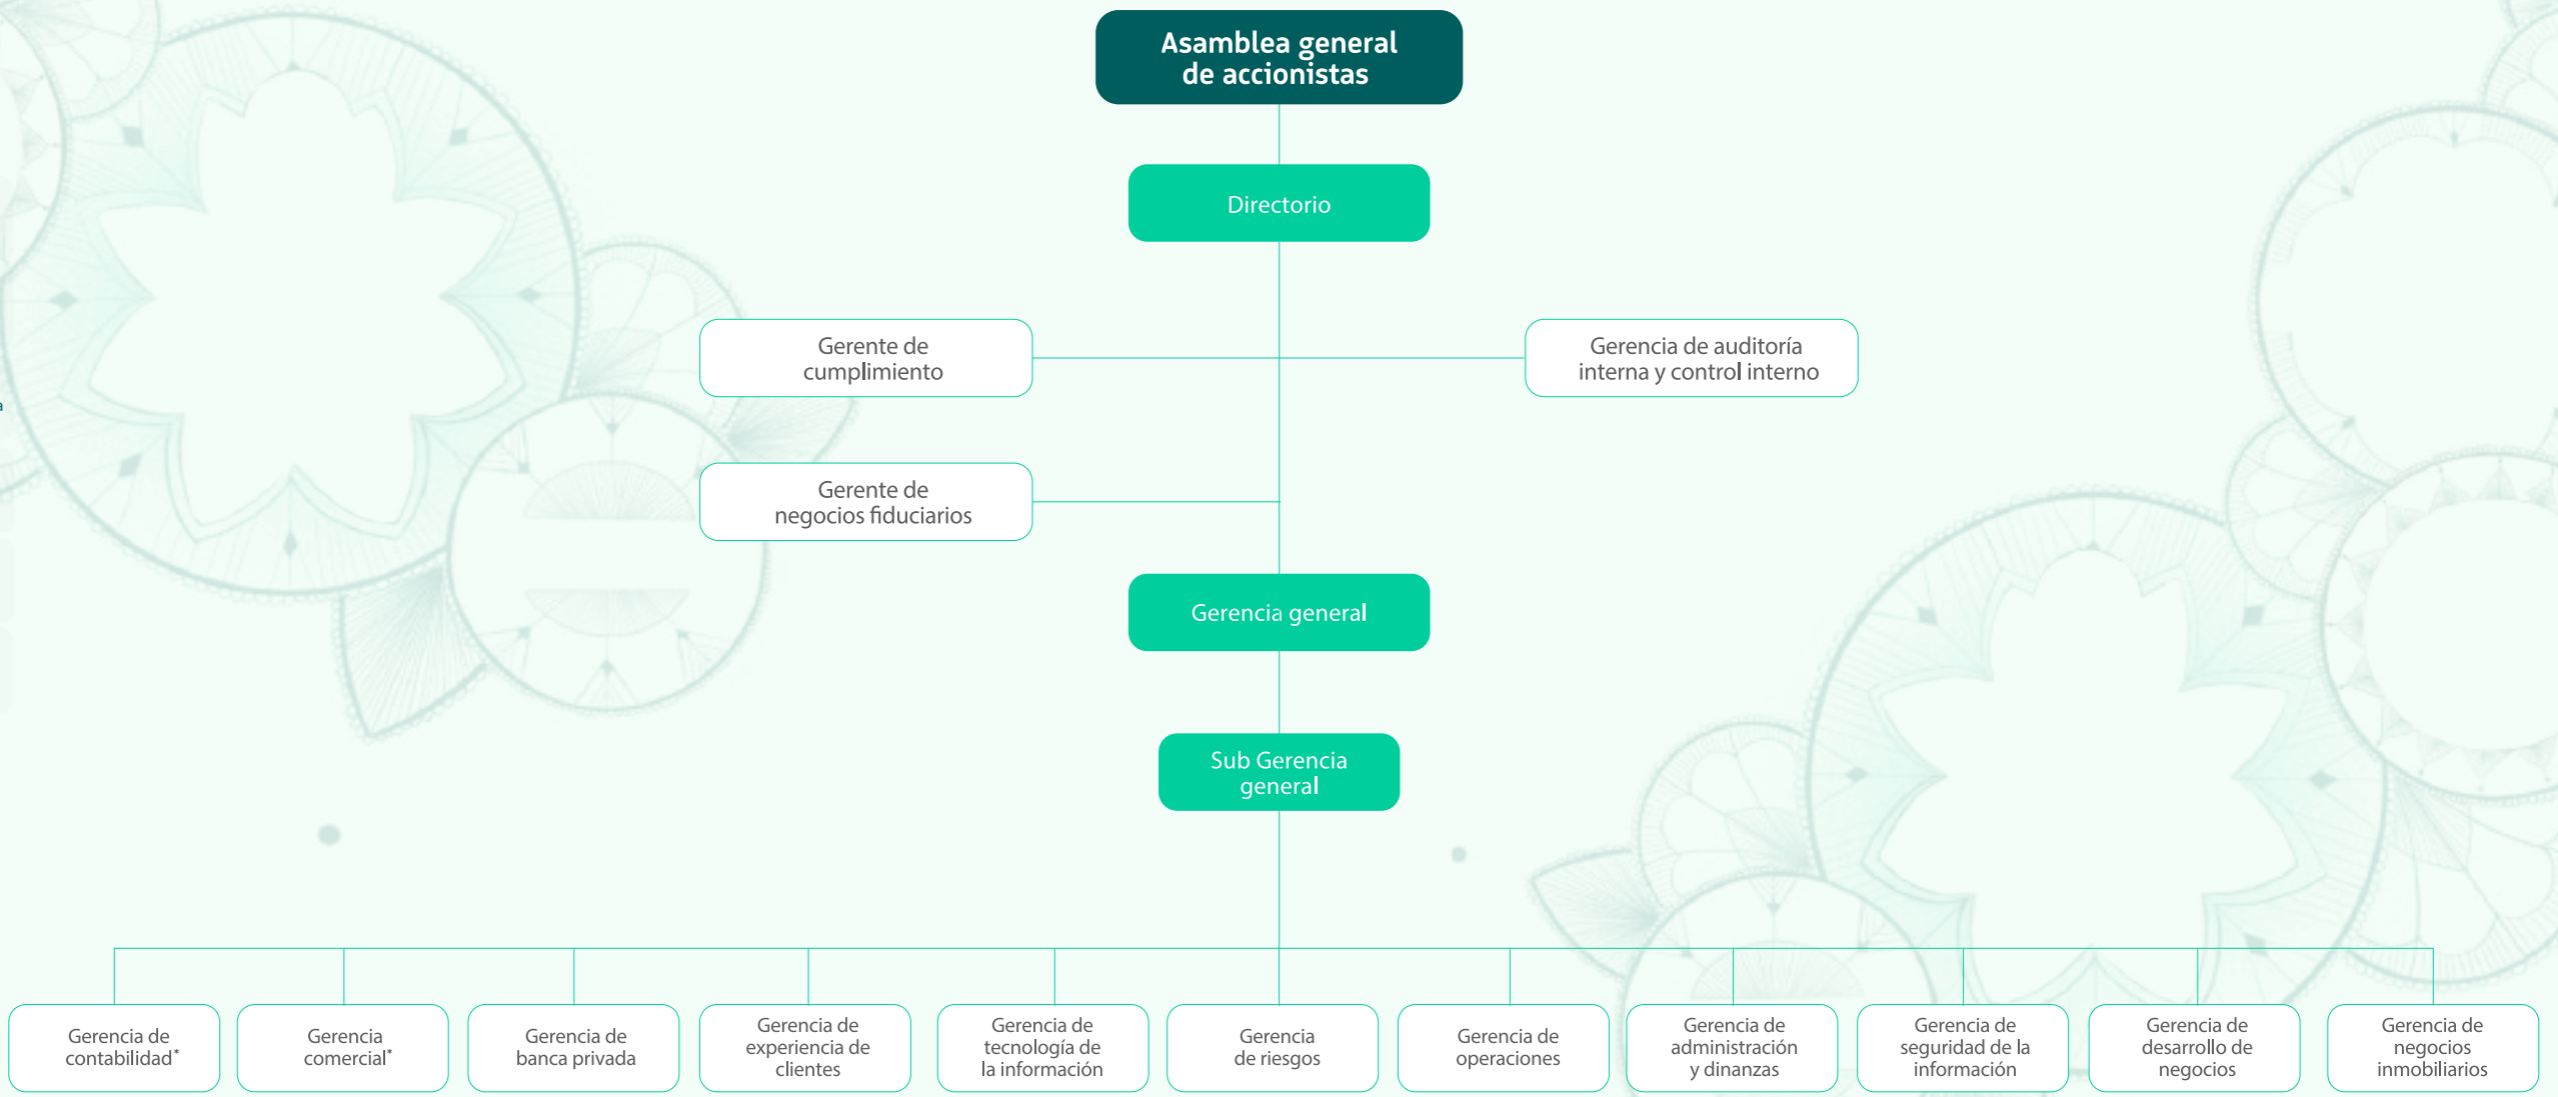 Asamblea general
de accionistas
Directorio
Gerente de
cumplimiento
Gerencia de auditoría
interna y control interno
a
Gerente de
negocios fiduciarios
Gerencia general
Sub Gerencia
general
Gerencia de
contabilidad*
Gerencia
comercial*
Gerencia de
banca privada
Gerencia de
experiencia de
clientes
Gerencia de
tecnología de
la información
Gerencia
de riesgos
Gerencia de
operaciones
Gerencia de
administración
y dinanzas
Gerencia de
seguridad de la
información
Gerencia de
desarrollo de
negocios
Gerencia de
negocios
inmobiliarios